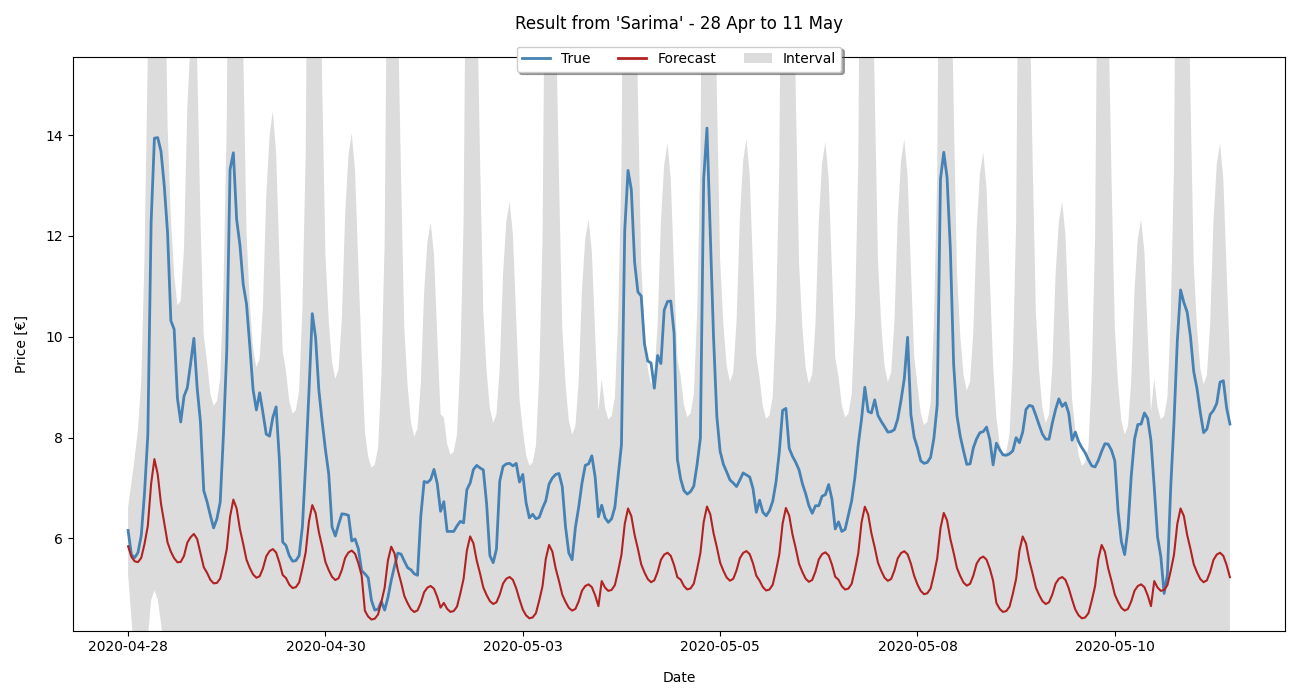 Result from 'Sarima' - 28 Apr to 11 May
True
Forecast
Interval
Price [€]
14
12
10
8
6
2020-04-28
2020-04-30
2020-05-03
2020-05-05
2020-05-08
2020-05-10
Date